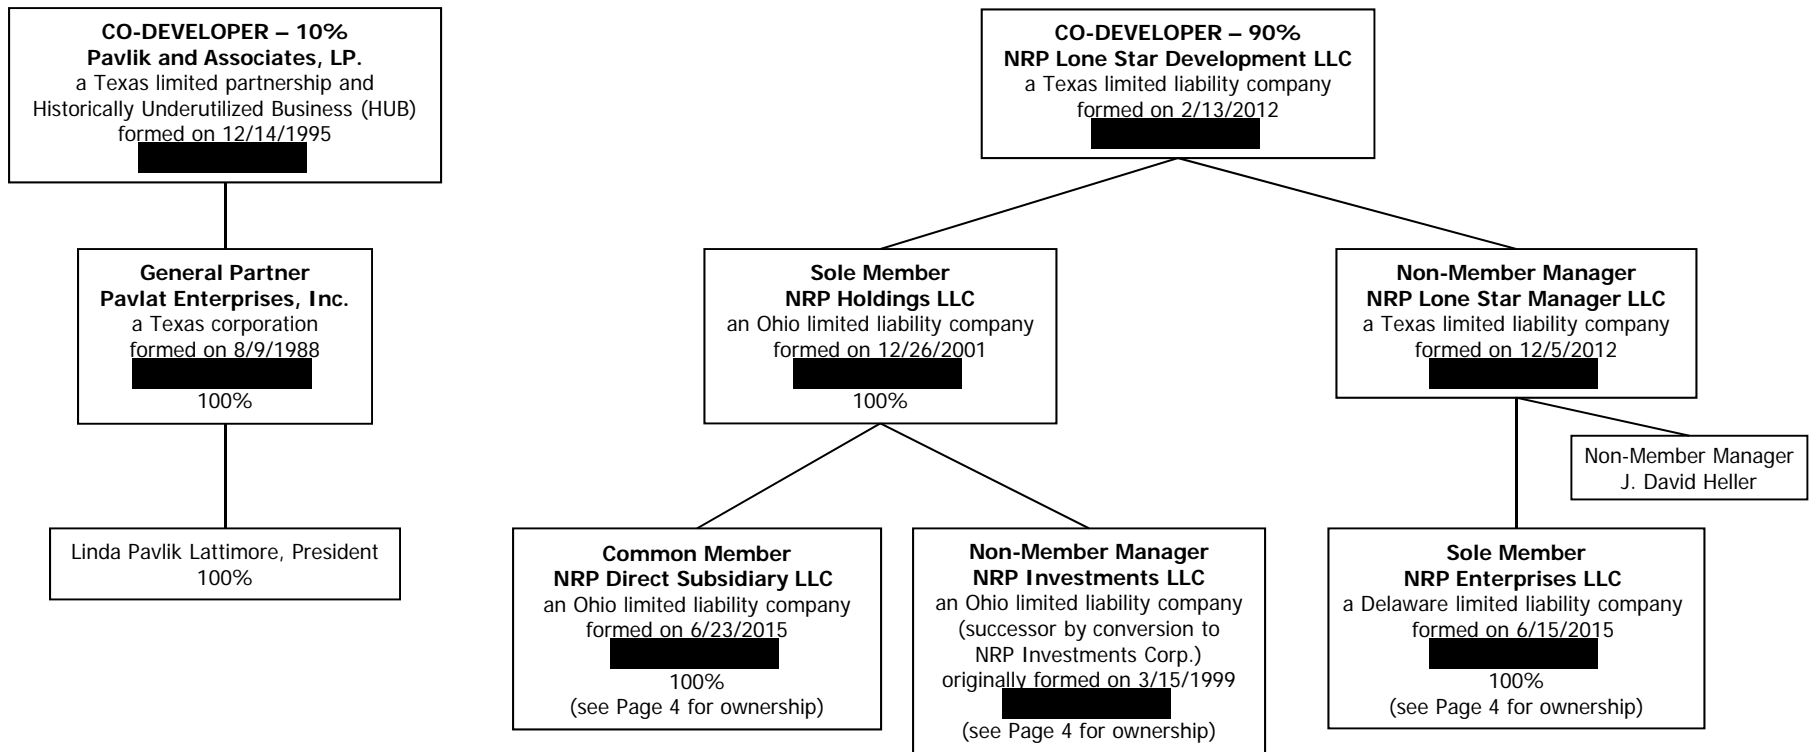 CO-DEVELOPER – 10%
Pavlik and Associates, LP.
a Texas limited partnership and
Historically Underutilized Business (HUB)
formed on 12/14/1995
General Partner
Pavlat Enterprises, Inc.
a Texas corporation
formed on 8/9/1988
100%
Linda Pavlik Lattimore, President
100%
CO-DEVELOPER – 90%
NRP Lone Star Development LLC
a Texas limited liability company
formed on 2/13/2012
Sole Member
NRP Holdings LLC
an Ohio limited liability company
formed on 12/26/2001
100%
Non-Member Manager
NRP Lone Star Manager LLC
a Texas limited liability company
formed on 12/5/2012
Non-Member Manager
J. David Heller
Common Member
NRP Direct Subsidiary LLC
an Ohio limited liability company
formed on 6/23/2015
100%
(see Page 4 for ownership)
Non-Member Manager
NRP Investments LLC
an Ohio limited liability company
(successor by conversion to
NRP Investments Corp.)
originally formed on 3/15/1999
(see Page 4 for ownership)
Sole Member
NRP Enterprises LLC
a Delaware limited liability company
formed on 6/15/2015
100%
(see Page 4 for ownership)